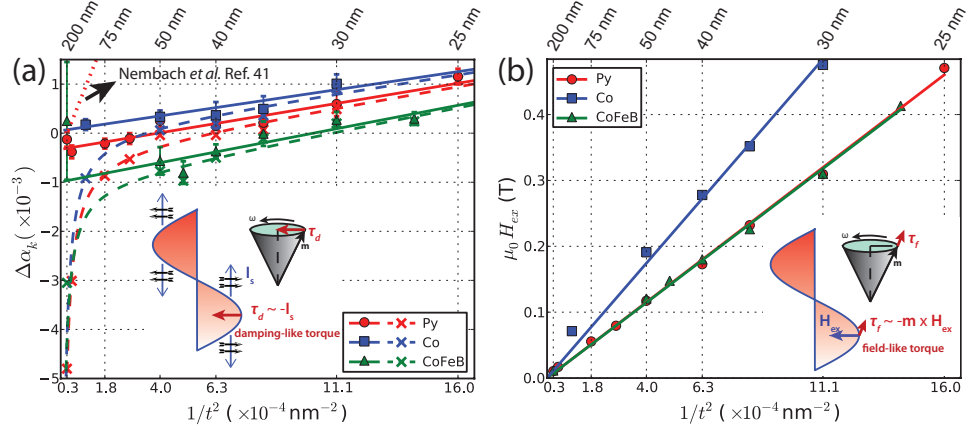 200 nm
75 nm
50 nm
40 nm
30 nm
25 nm
(a)
Nembach et al. Ref. 41
1
0
−1
−2
−3
−4
−5
Δα_k (×10⁻³)
ω
τ_d
m
I_s
τ_d ~ -I_s
damping-like torque
Py
Co
CoFeB
0.3 1.8 4.0 6.3 11.1 16.0
1/t² (×10⁻⁴ nm⁻²)
200 nm
75 nm
50 nm
40 nm
30 nm
25 nm
(b)
Py
Co
CoFeB
0.4
0.3
0.2
0.1
0.0
μ₀ H_ex (T)
ω
τ_f
m
H_ex
τ_f ~ -m x H_ex
field-like torque
0.3 1.8 4.0 6.3 11.1 16.0
1/t² (×10⁻⁴ nm⁻²)